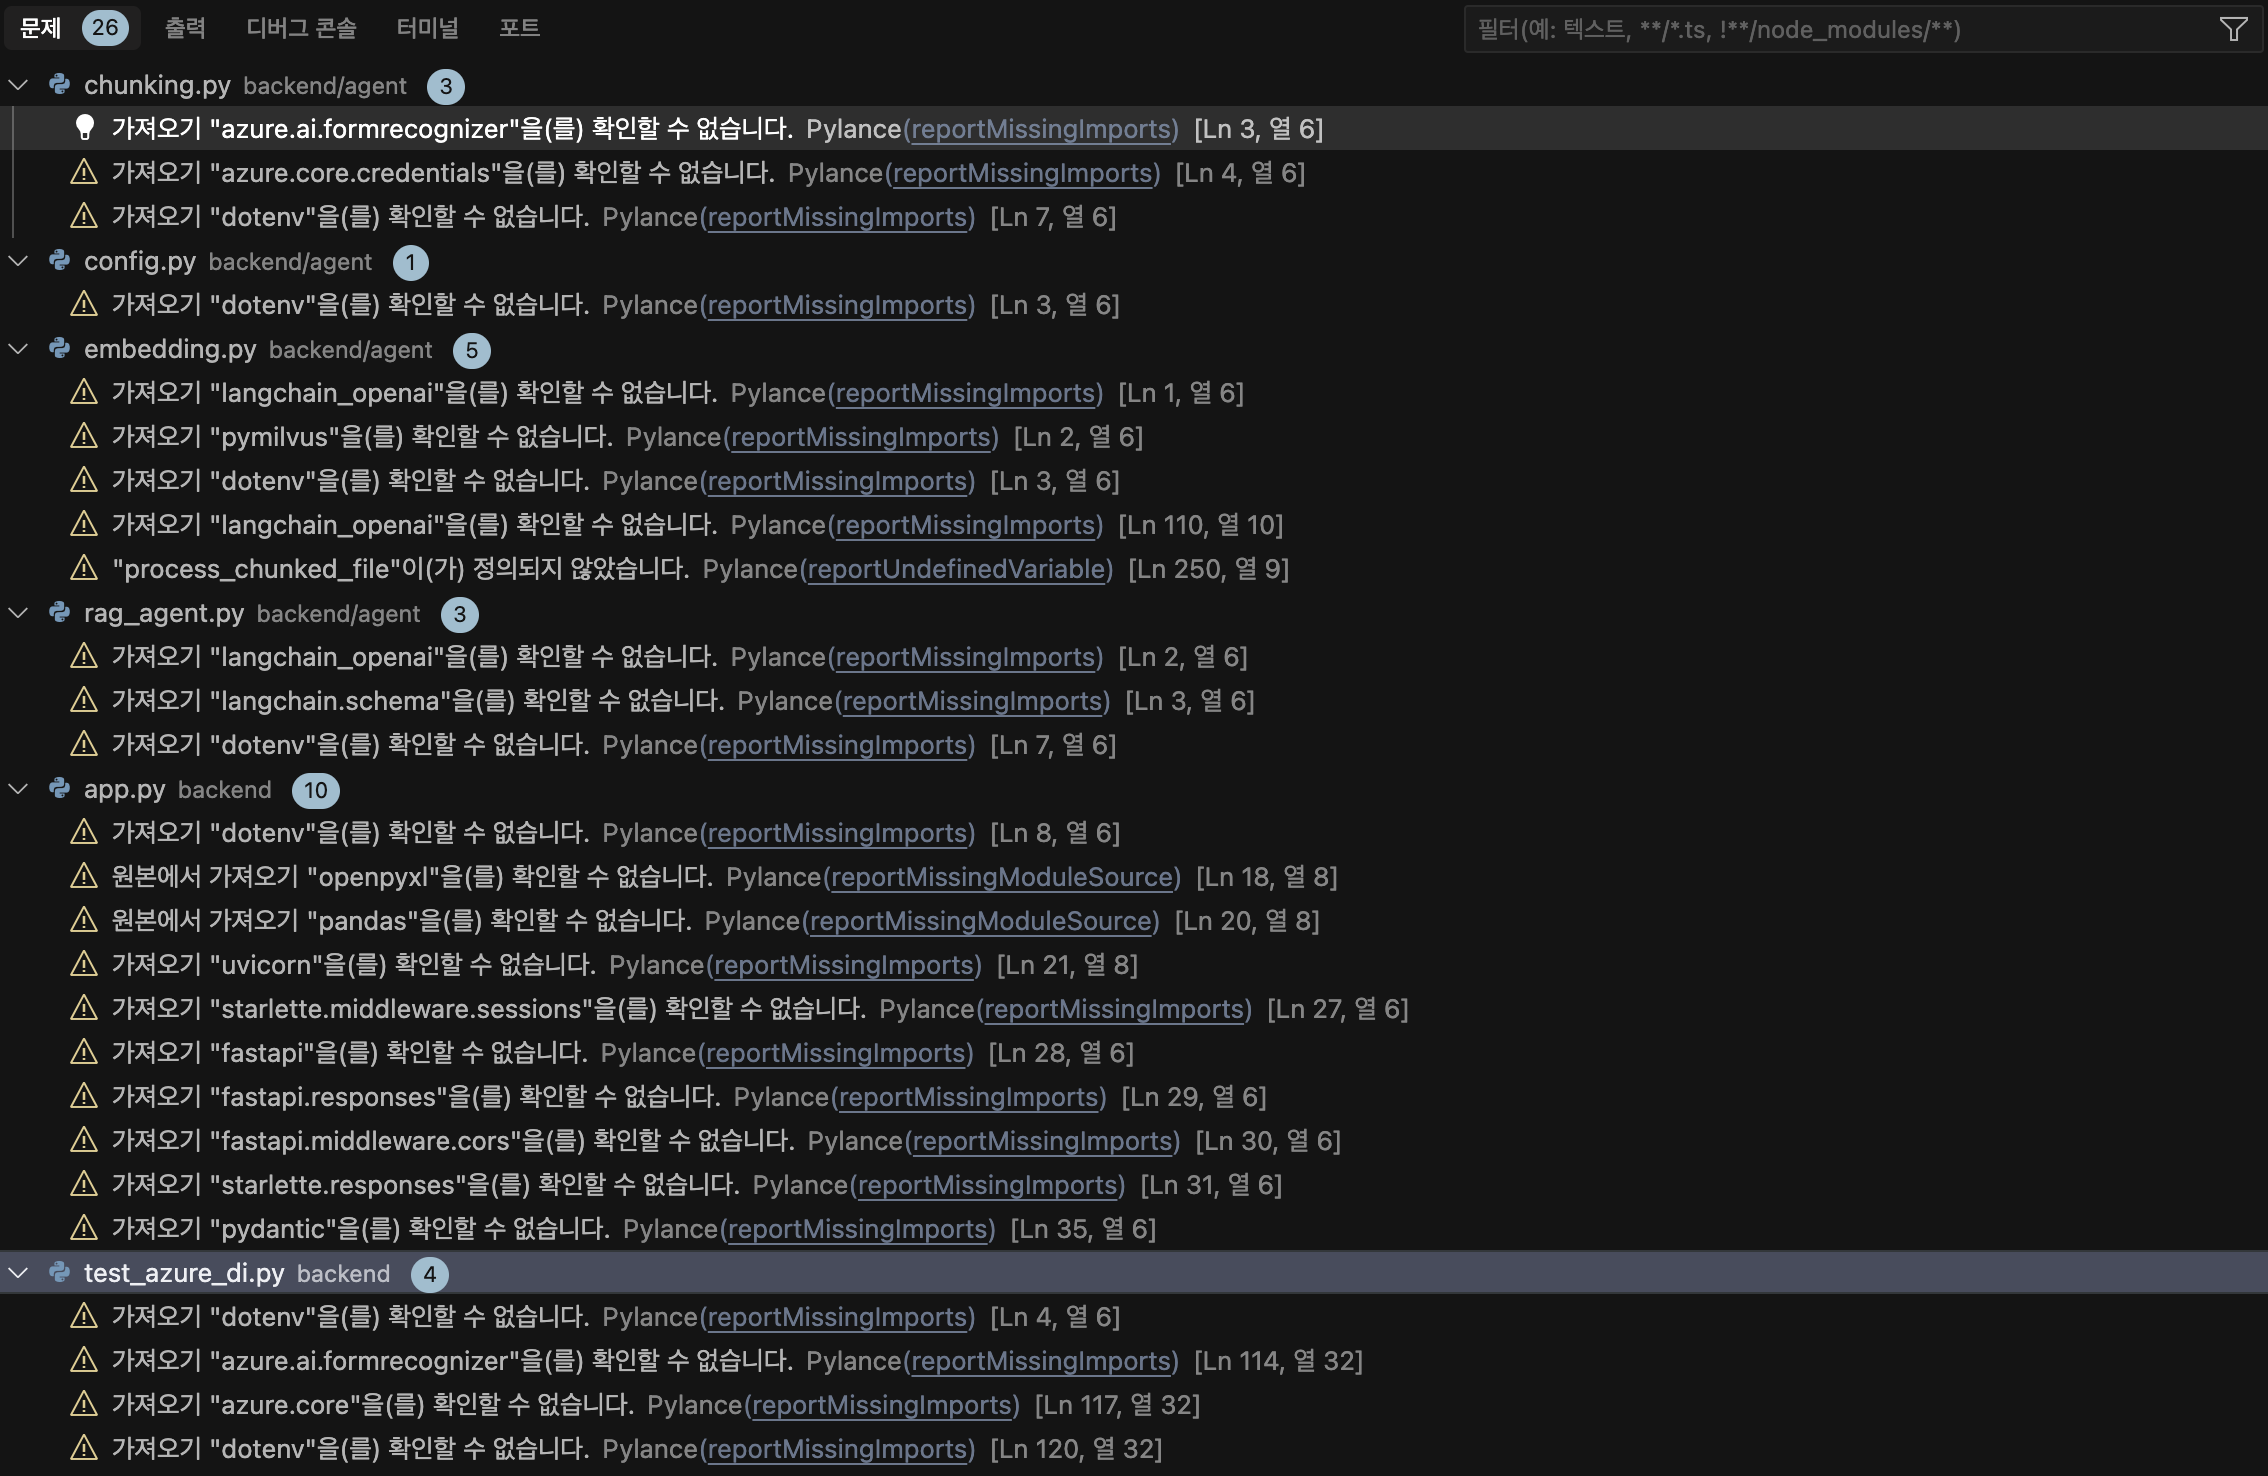 문제 26 출력 디버그 콘솔 터미널 포트 필터(예: 텍스트, **/*.ts, !**/node_modules/**)
chunking.py backend/agent 3
가져오기 "azure.ai.formrecognizer"을(를) 확인할 수 없습니다. Pylance(reportMissingImports) [Ln 3, 열 6]
가져오기 "azure.core.credentials"을(를) 확인할 수 없습니다. Pylance(reportMissingImports) [Ln 4, 열 6]
가져오기 "dotenv"을(를) 확인할 수 없습니다. Pylance(reportMissingImports) [Ln 7, 열 6]
config.py backend/agent 1
가져오기 "dotenv"을(를) 확인할 수 없습니다. Pylance(reportMissingImports) [Ln 3, 열 6]
embedding.py backend/agent 5
가져오기 "langchain_openai"을(를) 확인할 수 없습니다. Pylance(reportMissingImports) [Ln 1, 열 6]
가져오기 "pymilvus"을(를) 확인할 수 없습니다. Pylance(reportMissingImports) [Ln 2, 열 6]
가져오기 "dotenv"을(를) 확인할 수 없습니다. Pylance(reportMissingImports) [Ln 3, 열 6]
가져오기 "langchain_openai"을(를) 확인할 수 없습니다. Pylance(reportMissingImports) [Ln 110, 열 10]
"process_chunked_file"이(가) 정의되지 않았습니다. Pylance(reportUndefinedVariable) [Ln 250, 열 9]
rag_agent.py backend/agent 3
가져오기 "langchain_openai"을(를) 확인할 수 없습니다. Pylance(reportMissingImports) [Ln 2, 열 6]
가져오기 "langchain.schema"을(를) 확인할 수 없습니다. Pylance(reportMissingImports) [Ln 3, 열 6]
가져오기 "dotenv"을(를) 확인할 수 없습니다. Pylance(reportMissingImports) [Ln 7, 열 6]
app.py backend 10
가져오기 "dotenv"을(를) 확인할 수 없습니다. Pylance(reportMissingImports) [Ln 8, 열 6]
원본에서 가져오기 "openpyxl"을(를) 확인할 수 없습니다. Pylance(reportMissingModuleSource) [Ln 18, 열 8]
원본에서 가져오기 "pandas"을(를) 확인할 수 없습니다. Pylance(reportMissingModuleSource) [Ln 20, 열 8]
가져오기 "uvicorn"을(를) 확인할 수 없습니다. Pylance(reportMissingImports) [Ln 21, 열 8]
가져오기 "starlette.middleware.sessions"을(를) 확인할 수 없습니다. Pylance(reportMissingImports) [Ln 27, 열 6]
가져오기 "fastapi"을(를) 확인할 수 없습니다. Pylance(reportMissingImports) [Ln 28, 열 6]
가져오기 "fastapi.responses"을(를) 확인할 수 없습니다. Pylance(reportMissingImports) [Ln 29, 열 6]
가져오기 "fastapi.middleware.cors"을(를) 확인할 수 없습니다. Pylance(reportMissingImports) [Ln 30, 열 6]
가져오기 "starlette.responses"을(를) 확인할 수 없습니다. Pylance(reportMissingImports) [Ln 31, 열 6]
가져오기 "pydantic"을(를) 확인할 수 없습니다. Pylance(reportMissingImports) [Ln 35, 열 6]
test_azure_di.py backend 4
가져오기 "dotenv"을(를) 확인할 수 없습니다. Pylance(reportMissingImports) [Ln 4, 열 6]
가져오기 "azure.ai.formrecognizer"을(를) 확인할 수 없습니다. Pylance(reportMissingImports) [Ln 114, 열 32]
가져오기 "azure.core"을(를) 확인할 수 없습니다. Pylance(reportMissingImports) [Ln 117, 열 32]
가져오기 "dotenv"을(를) 확인할 수 없습니다. Pylance(reportMissingImports) [Ln 120, 열 32]